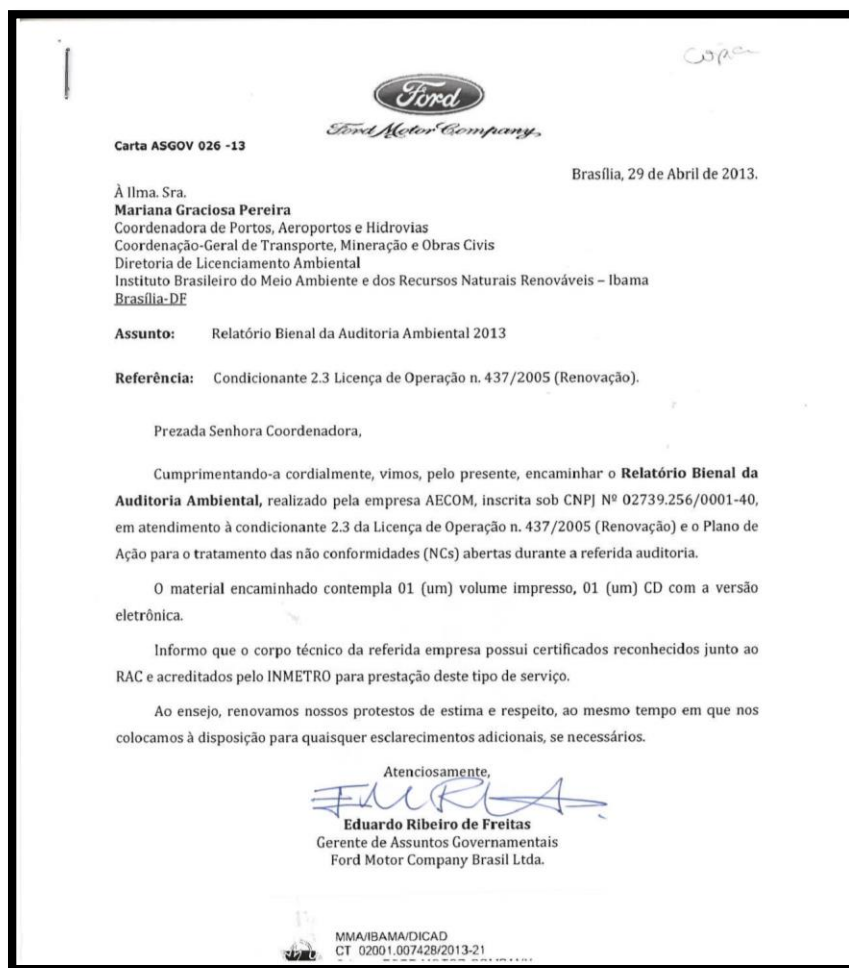 Copia
Ford
Ford Motor Company,
Carta ASGOV 026 -13
Brasília, 29 de Abril de 2013.
À Ilma. Sra.
Mariana Graciosa Pereira
Coordenadora de Portos, Aeroportos e Hidrovias
Coordenação-Geral de Transporte, Mineração e Obras Civis
Diretoria de Licenciamento Ambiental
Instituto Brasileiro do Meio Ambiente e dos Recursos Naturais Renováveis – Ibama
Brasília-DF
Assunto: Relatório Bienal da Auditoria Ambiental 2013
Referência: Condicionante 2.3 Licença de Operação n. 437/2005 (Renovação).
Prezada Senhora Coordenadora,
Cumprimentando-a cordialmente, vimos, pelo presente, encaminhar o Relatório Bienal da
Auditoria Ambiental, realizado pela empresa AECOM, inscrita sob CNPJ Nº 02739.256/0001-40,
em atendimento à condicionante 2.3 da Licença de Operação n. 437/2005 (Renovação) e o Plano de
Ação para o tratamento das não conformidades (NCs) abertas durante a referida auditoria.
O material encaminhado contempla 01 (um) volume impresso, 01 (um) CD com a versão
eletrônica.
Informo que o corpo técnico da referida empresa possui certificados reconhecidos junto ao
RAC e acreditados pelo INMETRO para prestação deste tipo de serviço.
Ao ensejo, renovamos nossos protestos de estima e respeito, ao mesmo tempo em que nos
colocamos à disposição para quaisquer esclarecimentos adicionais, se necessários.
Atenciosamente,
Eduardo Ribeiro de Freitas
Gerente de Assuntos Governamentais
Ford Motor Company Brasil Ltda.
MMA/IBAMA/DICAD
CT 02001.007428/2013-21